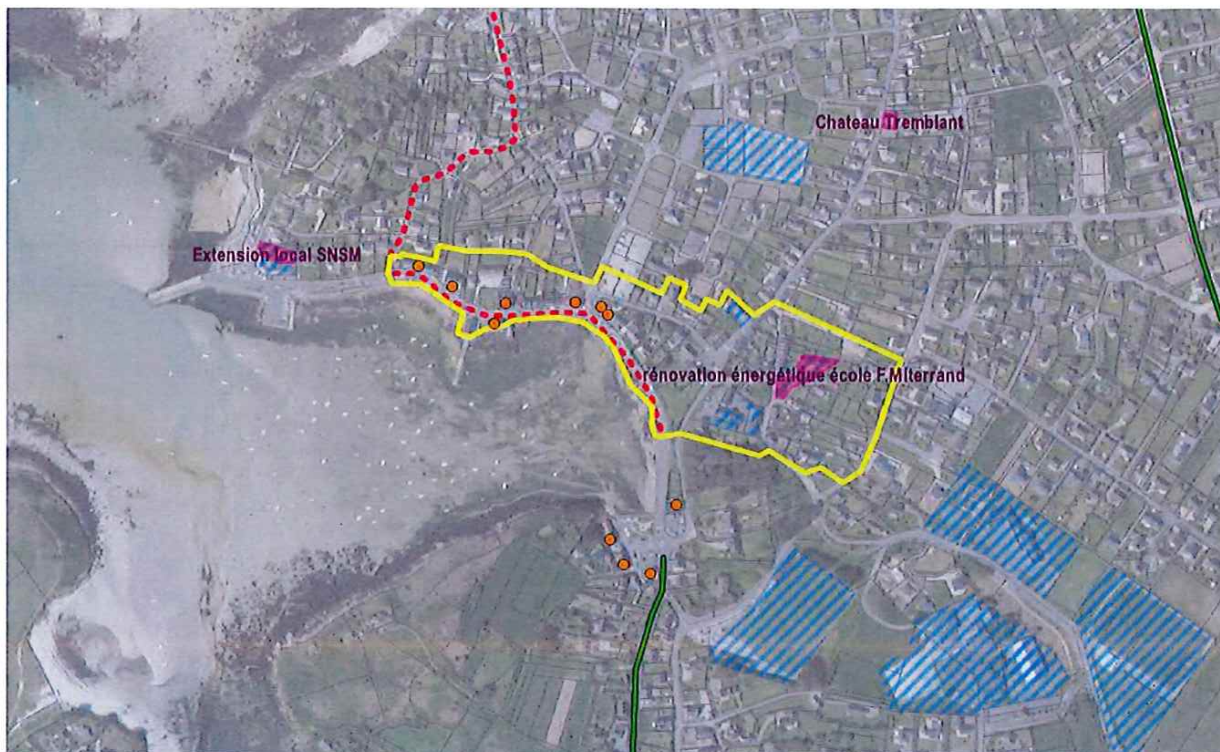 Chateau Tremblant
Extension local SNSM
rénovation énergétique école F.Miterrand